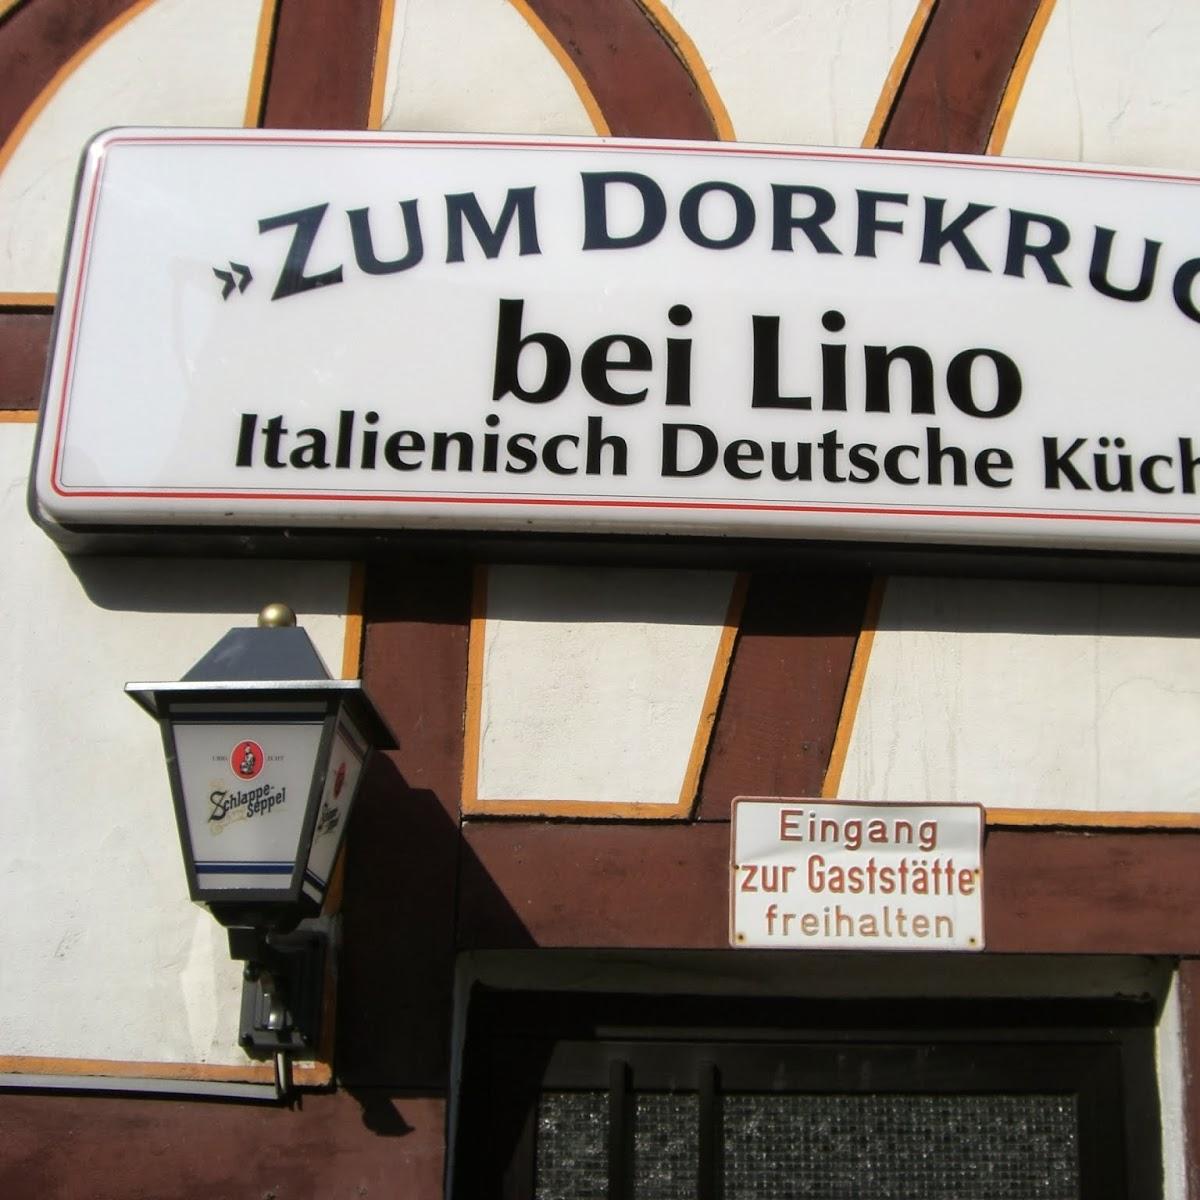 »ZUM DORFKRUG
bei Lino
Italienisch Deutsche Küch
Schlappe-
Seppel
Eingang
zur Gaststätte
freihalten